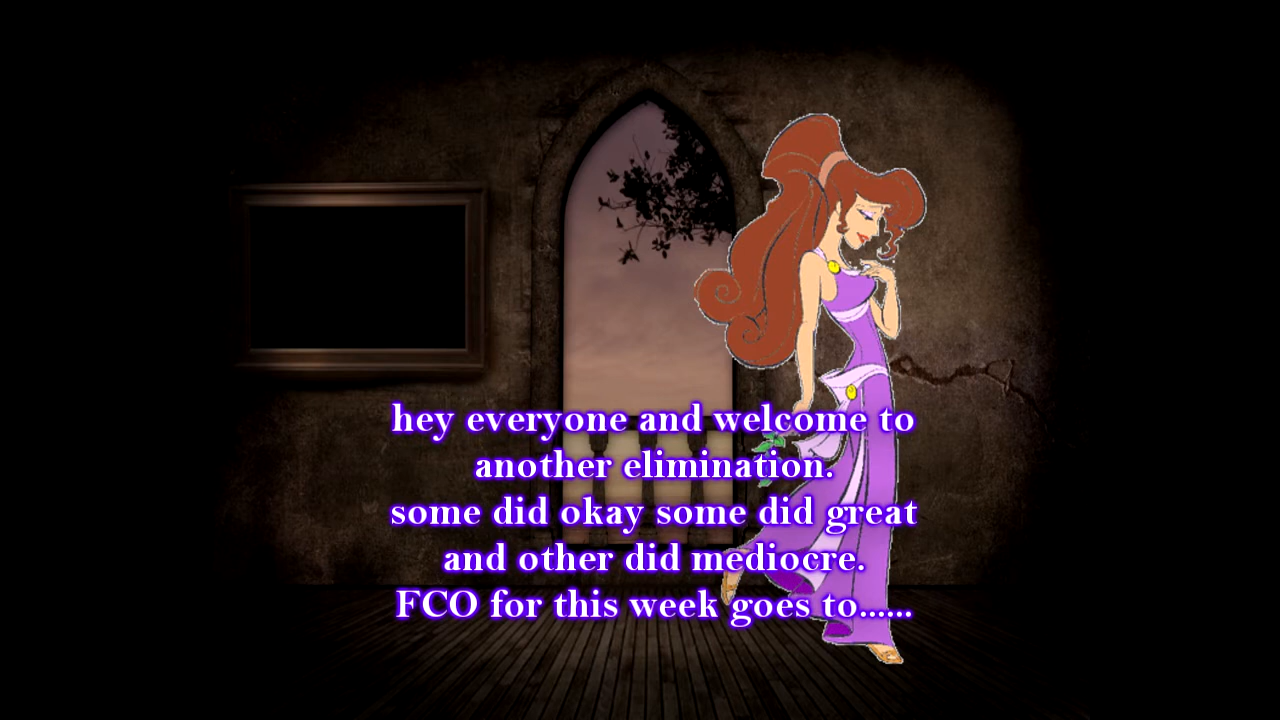 hey everyone and welcome to
another elimination.
some did okay some did great
and other did mediocre.
FCO for this week goes to......